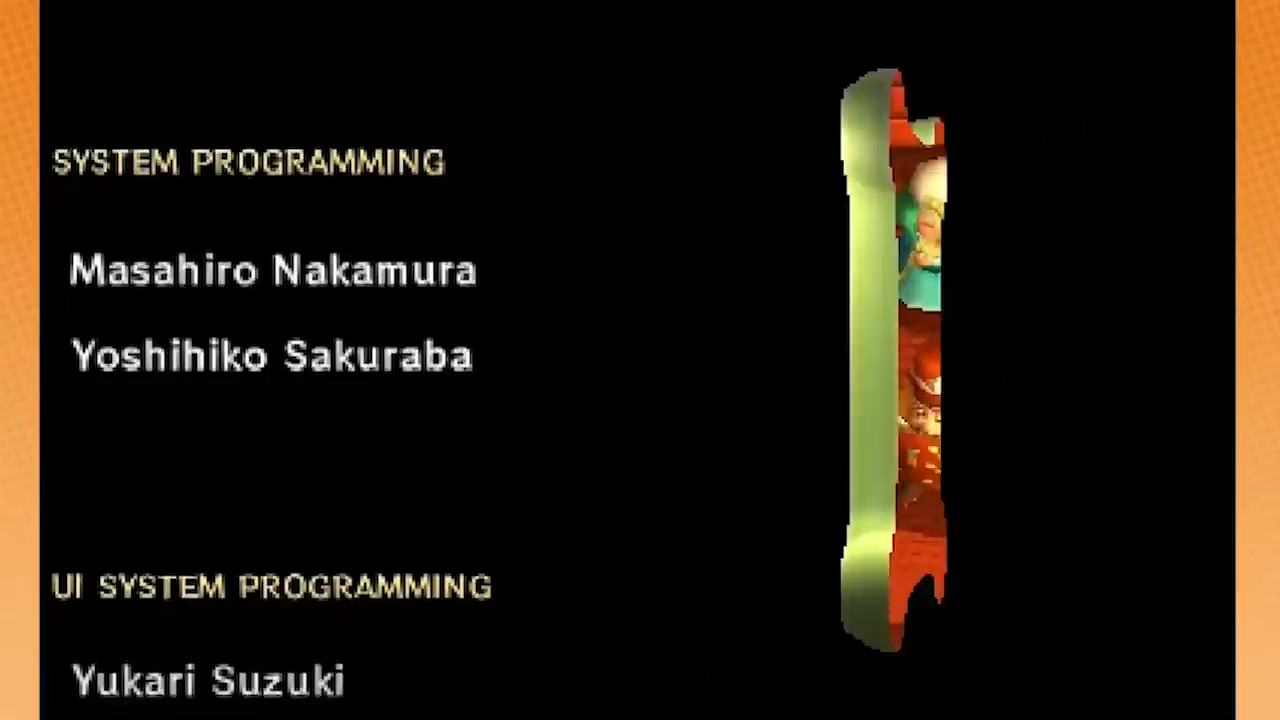 SYSTEM PROGRAMMING
Masahiro Nakamura
Yoshihiko Sakuraba
UI SYSTEM PROGRAMMING
Yukari Suzuki